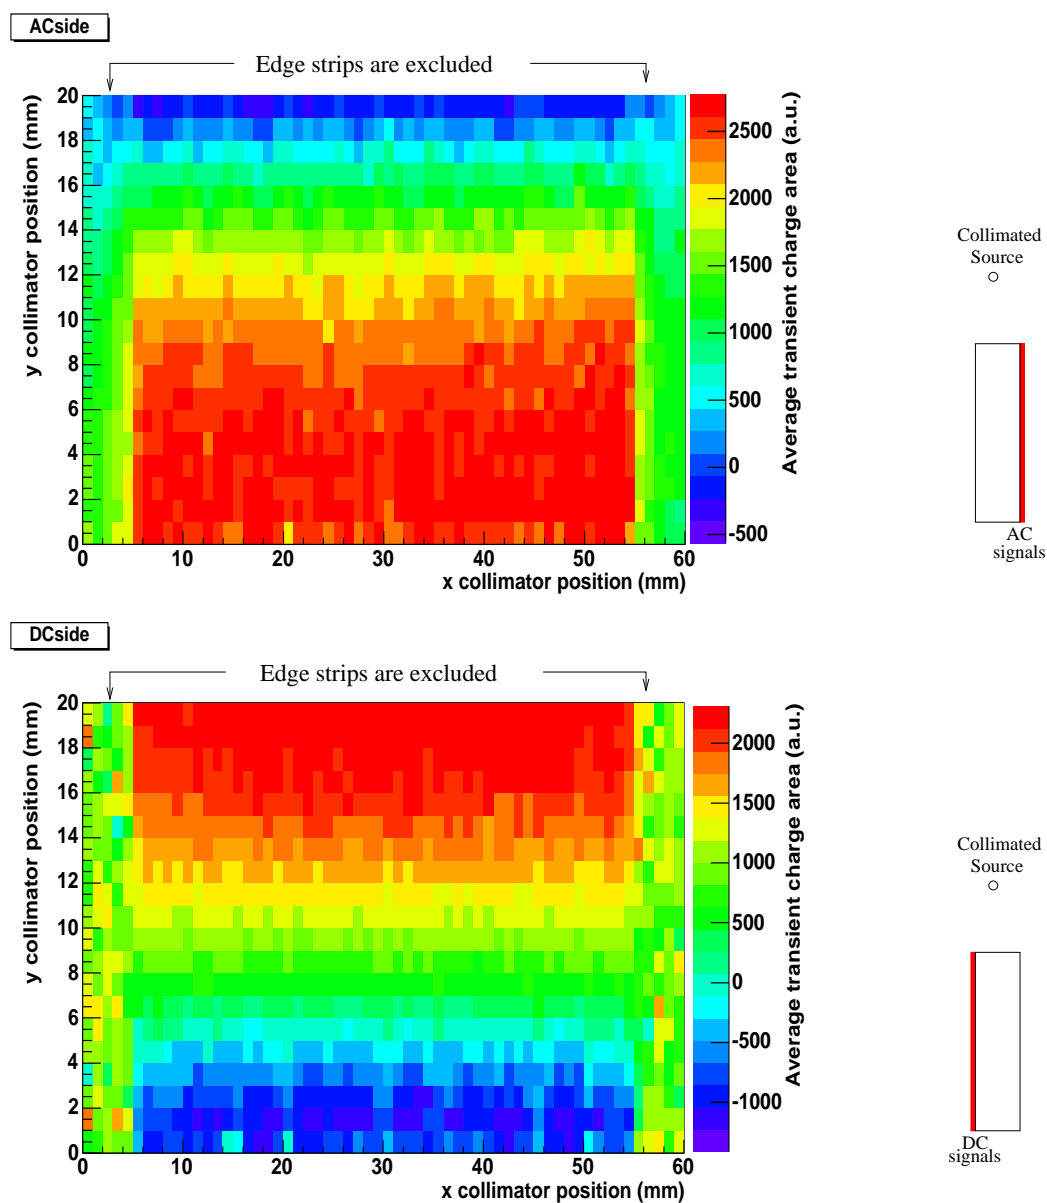 ACside
Edge strips are excluded
y collimator position (mm)
20
18
16
14
12
10
8
6
4
2
0
0 10 20 30 40 50 60
x collimator position (mm)
2500
2000
1500
1000
500
0
-500
Average transient charge area (a.u.)
Collimated
Source
AC
signals
DCside
Edge strips are excluded
y collimator position (mm)
20
18
16
14
12
10
8
6
4
2
0
0 10 20 30 40 50 60
x collimator position (mm)
2000
1500
1000
500
0
-500
-1000
Average transient charge area (a.u.)
Collimated
Source
DC
signals